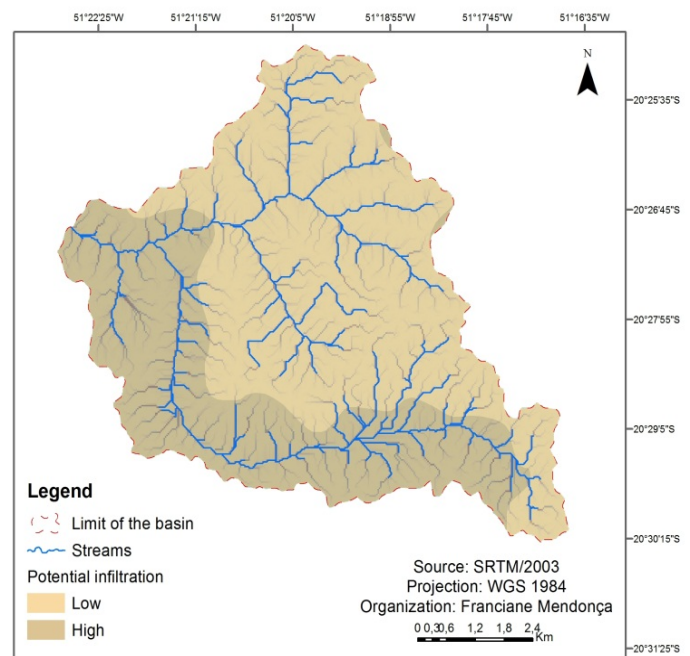 51°22'25"W 51°21'15"W 51°20'5"W 51°18'55"W 51°17'45"W 51°16'35"W
N
20°25'35"S
20°26'45"S
20°27'55"S
20°29'5"S
20°30'15"S
20°31'25"S
Legend
Limit of the basin
Streams
Potential infiltration
Low
High
Source: SRTM/2003
Projection: WGS 1984
Organization: Franciane Mendonça
0 0,3 0,6 1,2 1,8 2,4
Km